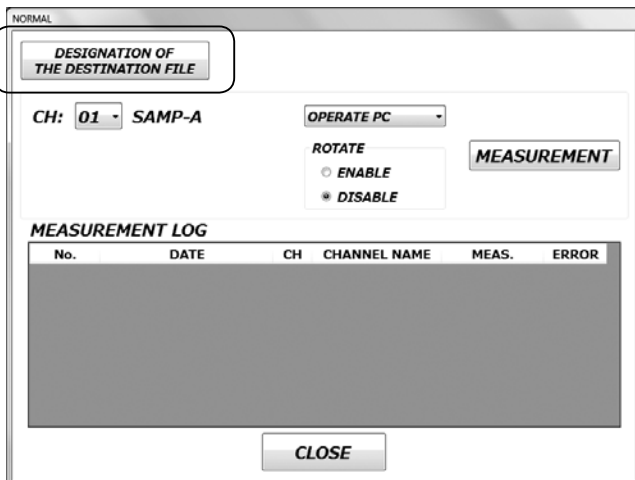 NORMAL
DESIGNATION OF
THE DESTINATION FILE
CH: 01 SAMP-A
OPERATE PC
ROTATE
ENABLE
DISABLE
MEASUREMENT
MEASUREMENT LOG
No. DATE CH CHANNEL NAME MEAS. ERROR
CLOSE